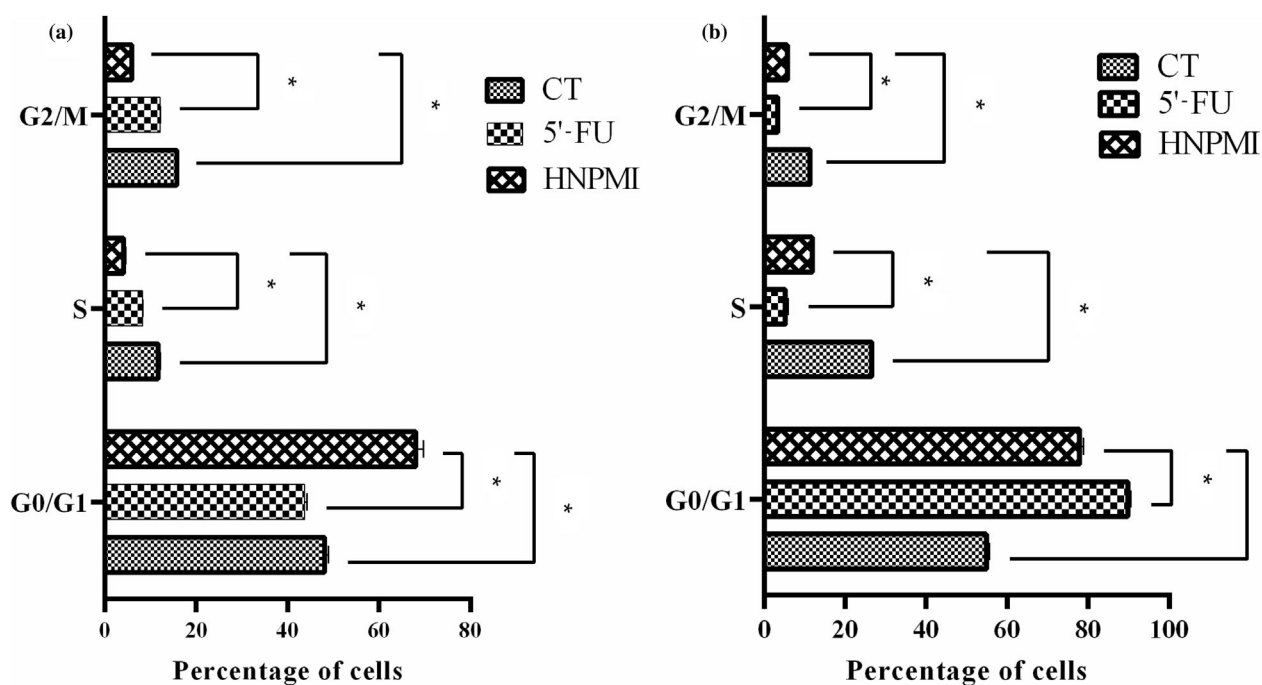 (a)
*
*
G2/M
CT
5'-FU
HNPMI
*
*
S
*
*
G0/G1
0 20 40 60 80
Percentage of cells
(b)
*
*
G2/M
CT
5'-FU
HNPMI
*
*
S
*
G0/G1
0 20 40 60 80 100
Percentage of cells